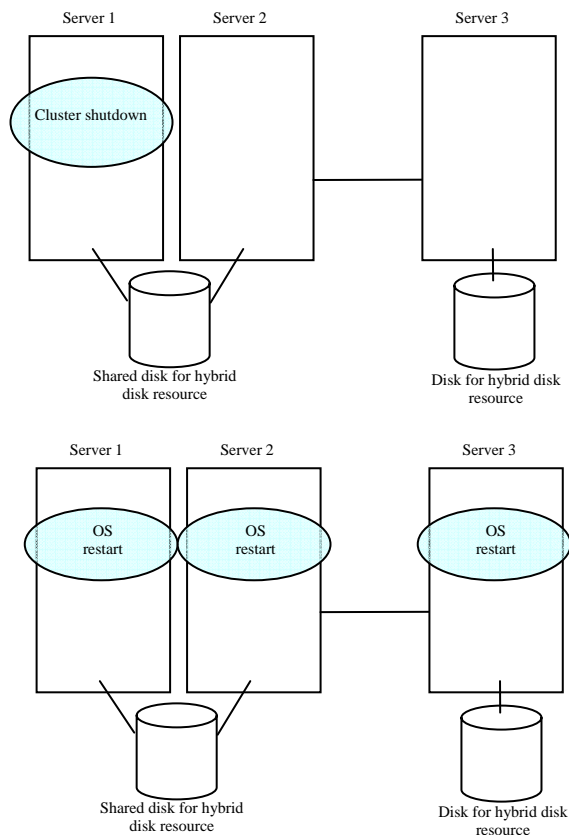 Server 1
Server 2
Server 3
Cluster shutdown
Shared disk for hybrid
disk resource
Disk for hybrid disk
resource
Server 1
Server 2
Server 3
OS
restart
OS
restart
OS
restart
Shared disk for hybrid
disk resource
Disk for hybrid disk
resource